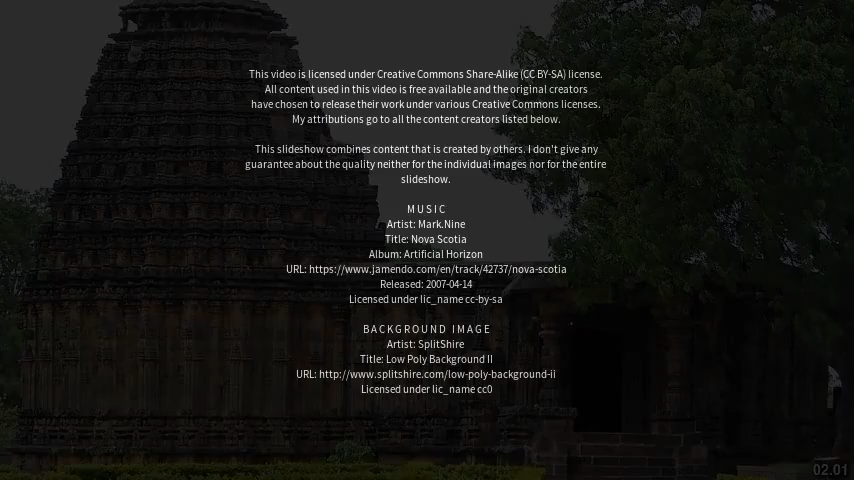 This video is licensed under Creative Commons Share-Alike (CC BY-SA) license.
All content used in this video is free available and the original creators
have chosen to release their work under various Creative Commons licenses.
My attributions go to all the content creators listed below.
This slideshow combines content that is created by others. I don't give any
guarantee about the quality neither for the individual images nor for the entire
slideshow.
MUSIC
Artist: Mark.Nine
Title: Nova Scotia
Album: Artificial Horizon
URL: https://www.jamendo.com/en/track/42737/nova-scotia
Released: 2007-04-14
Licensed under lic_name cc-by-sa
BACKGROUND IMAGE
Artist: SplitShire
Title: Low Poly Background II
URL: http://www.splitshire.com/low-poly-background-ii
Licensed under lic_name cc0
02.01